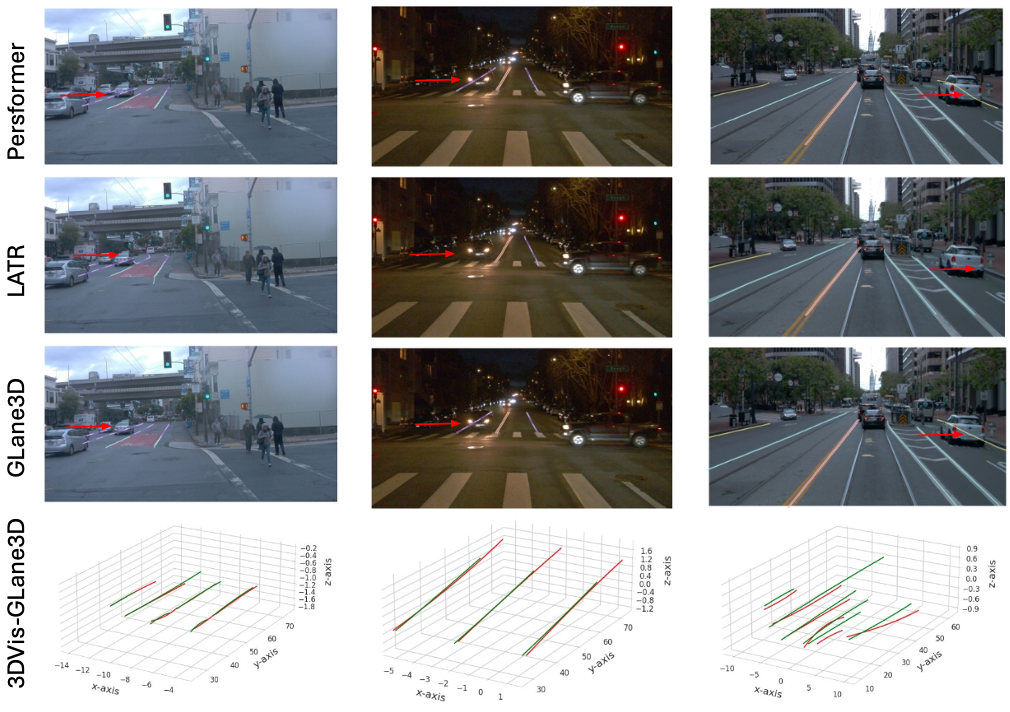 Persformer
LATR
GLane3D
3DVis-GLane3D
−0.2
−0.4
−0.6
−0.8
−1.0
−1.2
−1.4
−1.6
−1.8
z-axis
70
60
50
40
30
y-axis
−14 −12 −10 −8 −6 −4
x-axis
1.6
1.2
0.8
0.4
0.0
−0.4
−0.8
−1.2
z-axis
70
60
50
40
30
y-axis
−5 −4 −3 −2 −1 0 1
x-axis
0.9
0.6
0.3
0.0
−0.3
−0.6
−0.9
z-axis
60
50
40
30
20
10
y-axis
−10 −5 0 5 10
x-axis